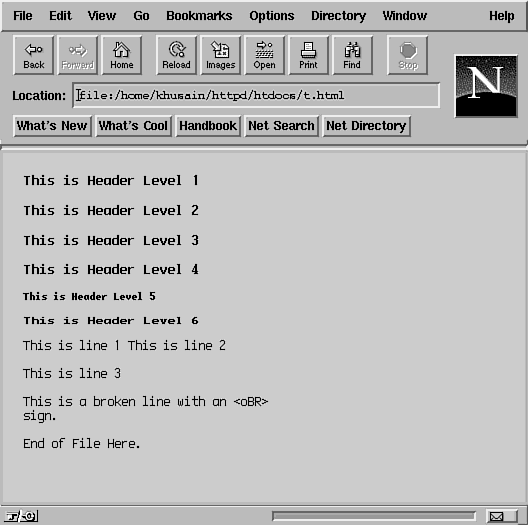 File Edit View Go Bookmarks Options Directory Window Help
Back Forward Home Reload Images Open Print Find Stop
N
Location: file:/home/khusain/httpd/htdocs/t.html
What's New What's Cool Handbook Net Search Net Directory
This is Header Level 1
This is Header Level 2
This is Header Level 3
This is Header Level 4
This is Header Level 5
This is Header Level 6
This is line 1 This is line 2
This is line 3
This is a broken line with an <oBR>
sign.
End of File Here.